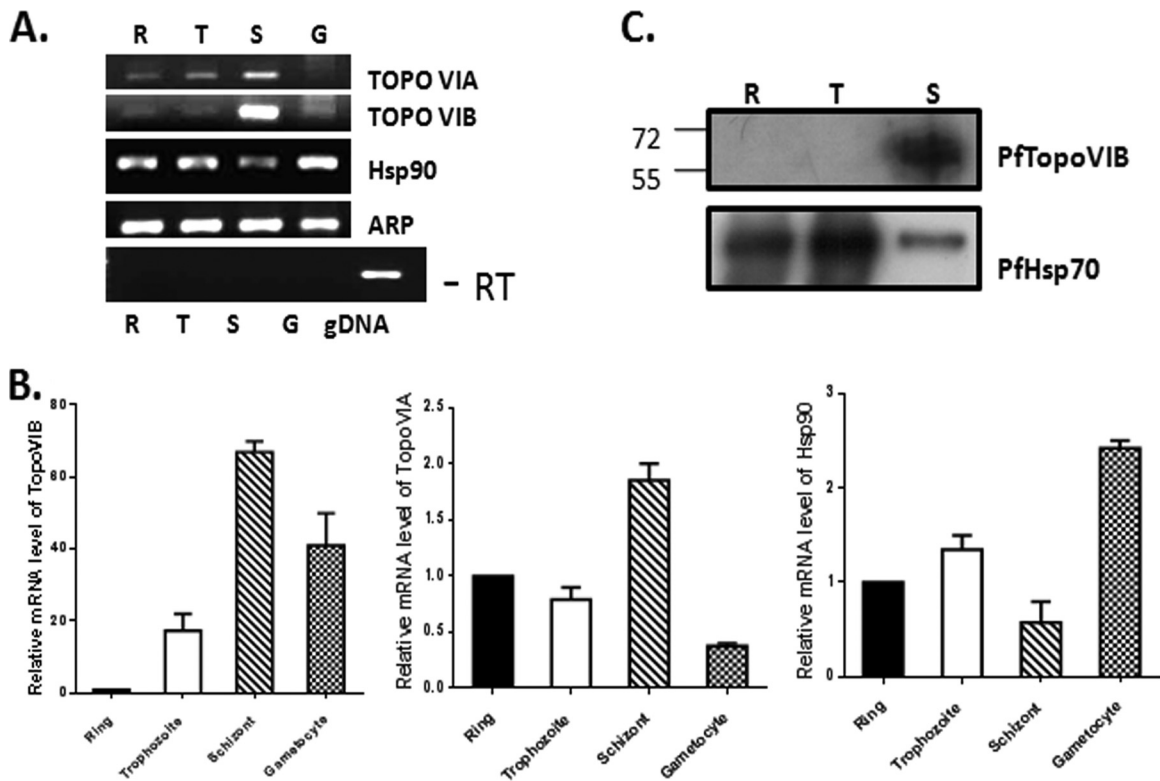 A.
R T S G
TOPO VIA
TOPO VIB
Hsp90
ARP
- RT
R T S G gDNA
C.
R T S
72
55
PfTopoVIB
PfHsp70
B.
Relative mRNA level of TopoVIB
80
60
40
20
0
Ring
Trophozoite
Schizont
Gametocyte
Relative mRNA level of TopoVIA
2.5
2.0
1.5
1.0
0.5
0.0
Ring
Trophozoite
Schizont
Gametocyte
Relative mRNA level of Hsp90
3
2
1
0
Ring
Trophozoite
Schizont
Gametocyte